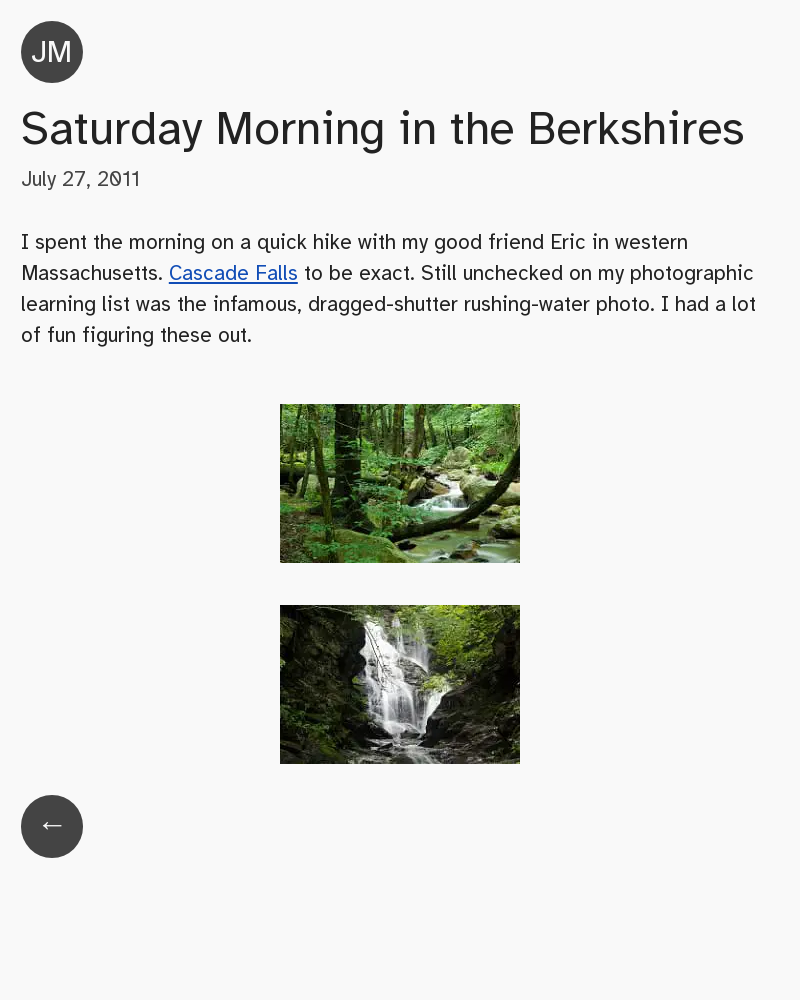 JM
Saturday Morning in the Berkshires
July 27, 2011
I spent the morning on a quick hike with my good friend Eric in western
Massachusetts. Cascade Falls to be exact. Still unchecked on my photographic
learning list was the infamous, dragged-shutter rushing-water photo. I had a lot
of fun figuring these out.
←